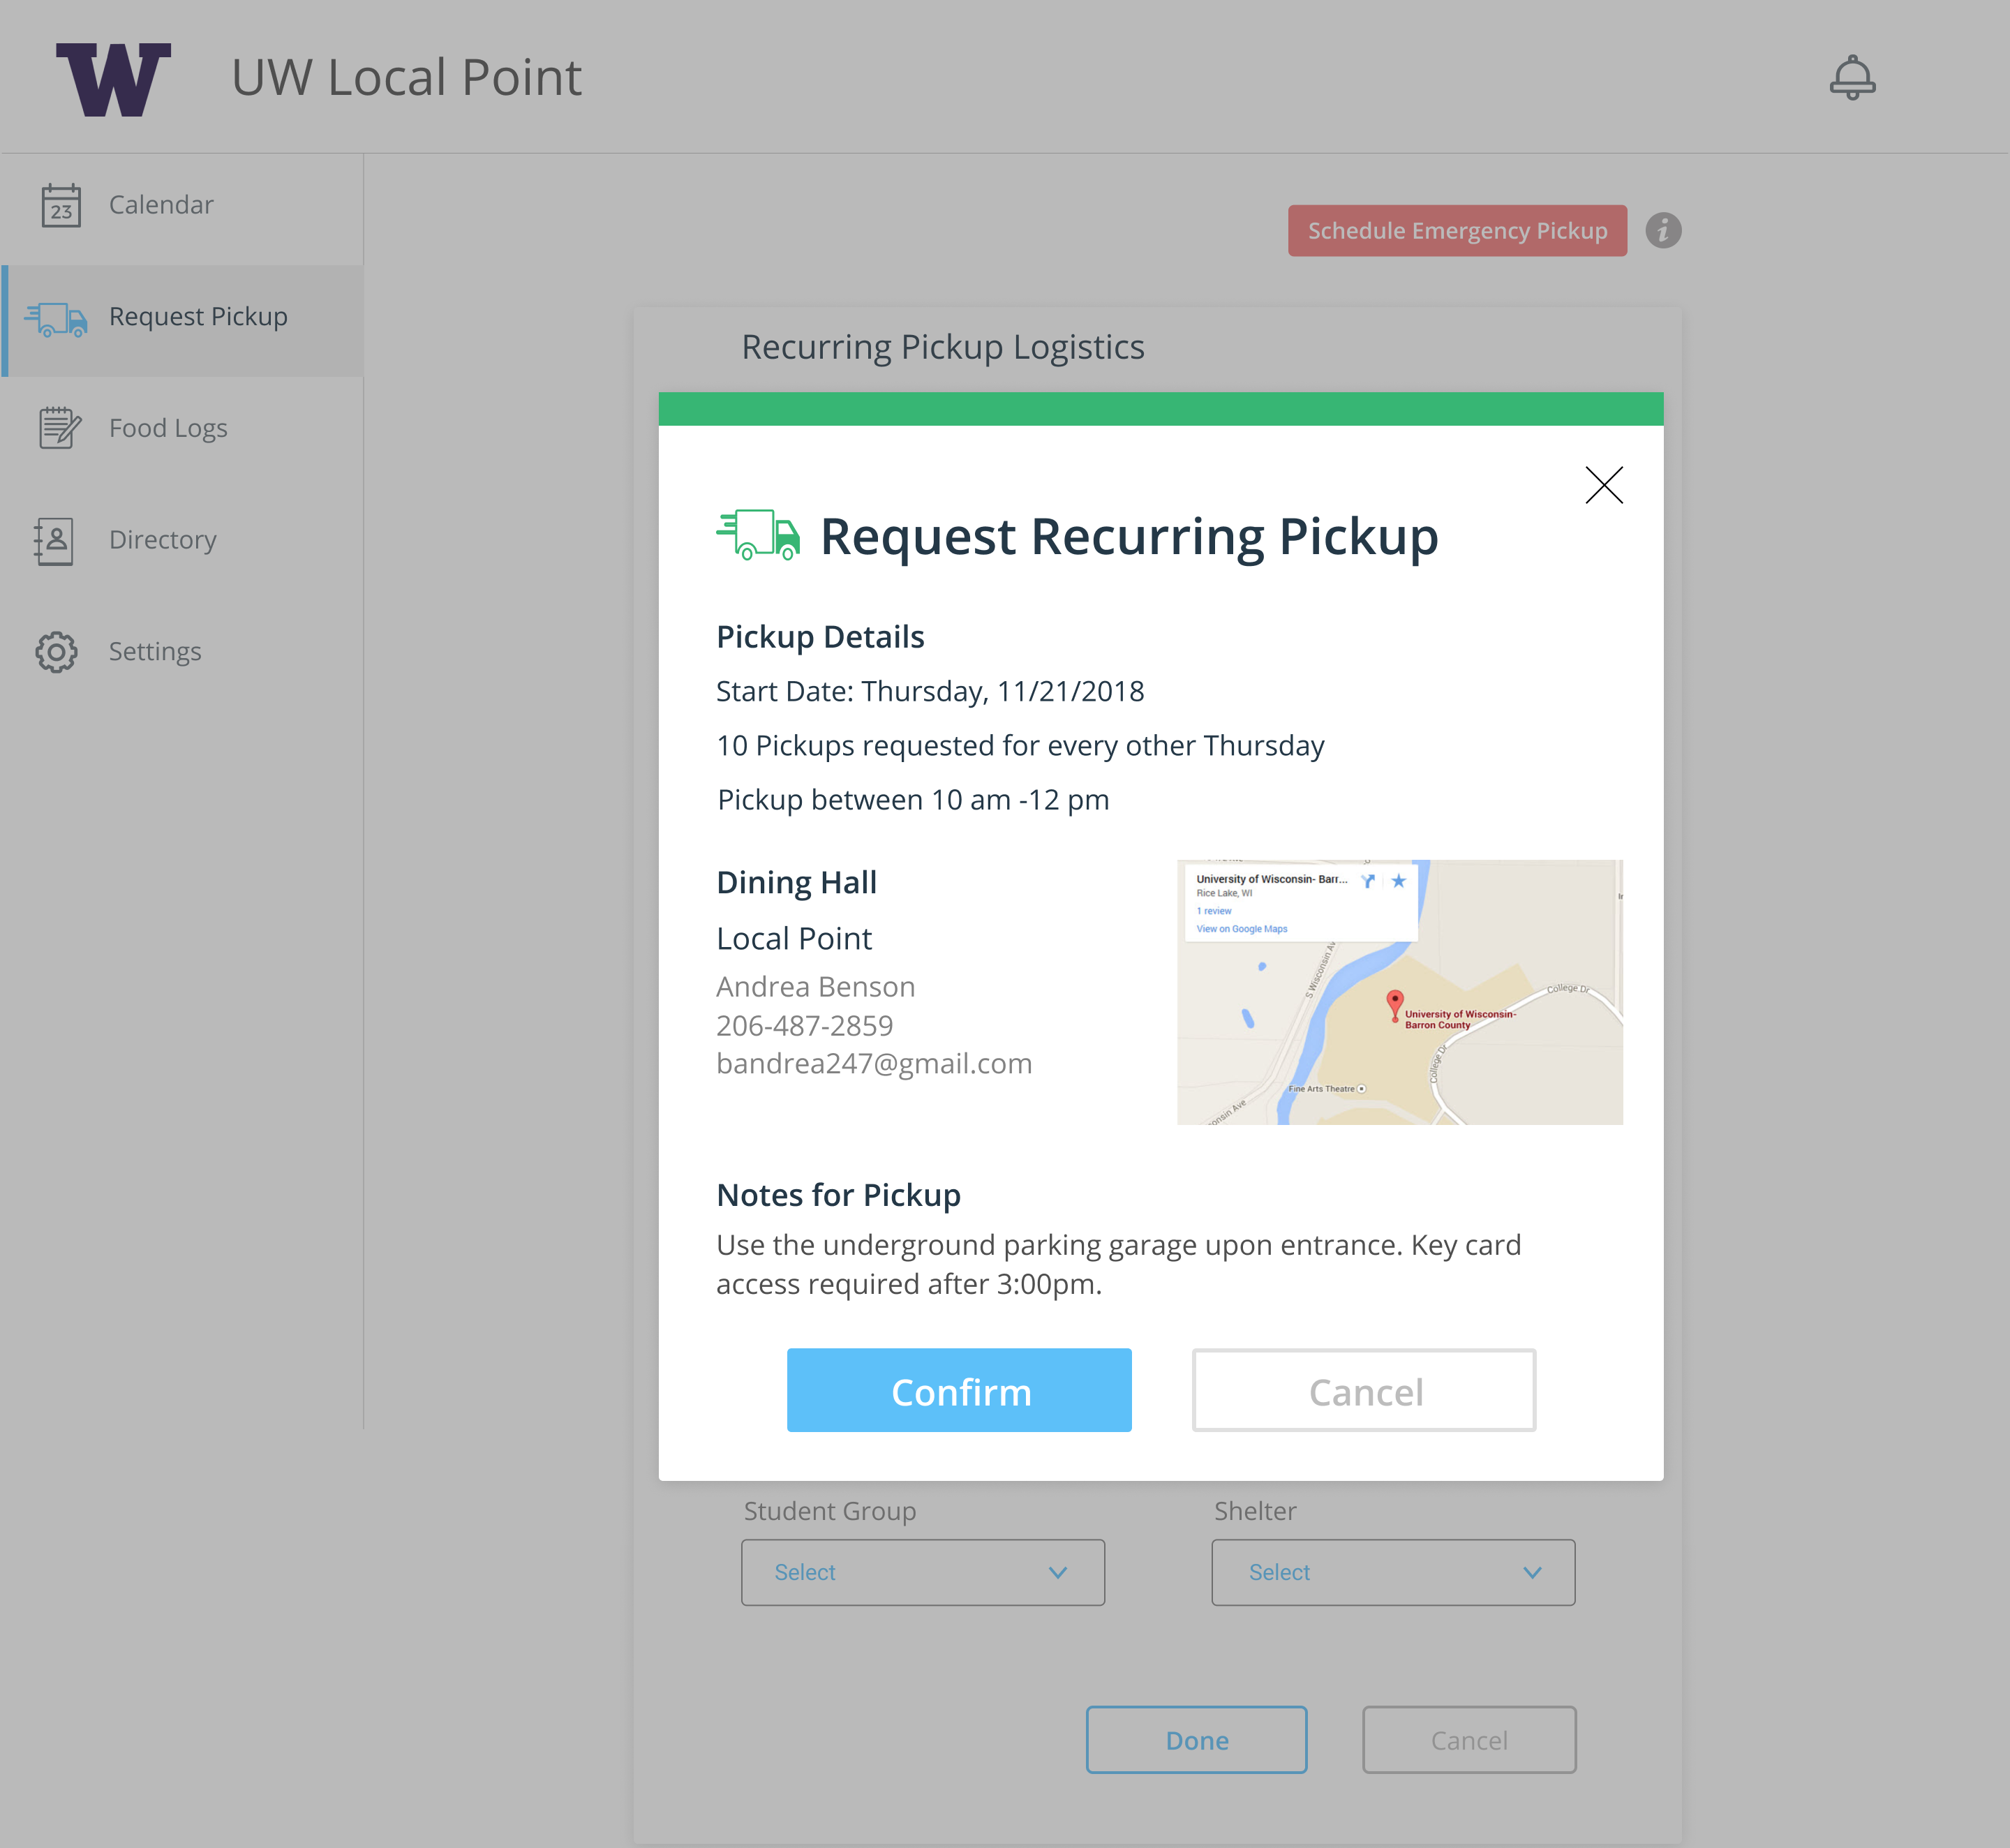 W
UW Local Point
23
Calendar
Request Pickup
Food Logs
Directory
Settings
Schedule Emergency Pickup
i
Recurring Pickup Logistics
Request Recurring Pickup
Pickup Details
Start Date: Thursday, 11/21/2018
10 Pickups requested for every other Thursday
Pickup between 10 am -12 pm
Dining Hall
Local Point
Andrea Benson
206-487-2859
bandrea247@gmail.com
University of Wisconsin- Barr...
Rice Lake, WI
1 review
View on Google Maps
S Wisconsin Av
College Dr
University of Wisconsin-
Barron County
College Dr
Fine Arts Theatre
onsin Ave
Notes for Pickup
Use the underground parking garage upon entrance. Key card
access required after 3:00pm.
Confirm
Cancel
Student Group
Shelter
Select
Select
Done
Cancel